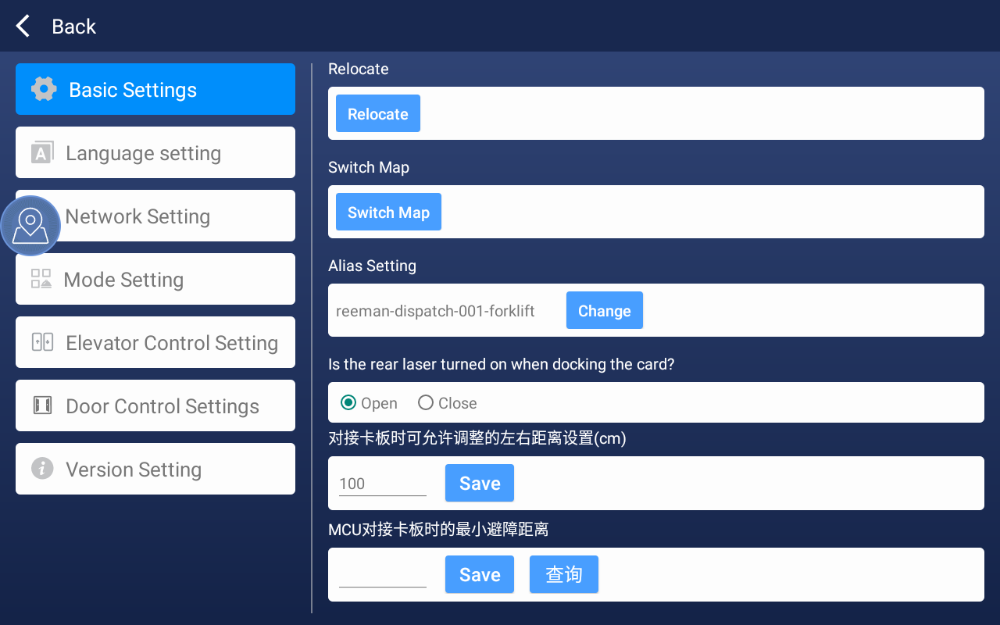 Back
Basic Settings
Language setting
Network Setting
Mode Setting
Elevator Control Setting
Door Control Settings
Version Setting
Relocate
Relocate
Switch Map
Switch Map
Alias Setting
reeman-dispatch-001-forklift Change
Is the rear laser turned on when docking the card?
Open Close
对接卡板时可允许调整的左右距离设置(cm)
100 Save
MCU对接卡板时的最小避障距离
Save 查询